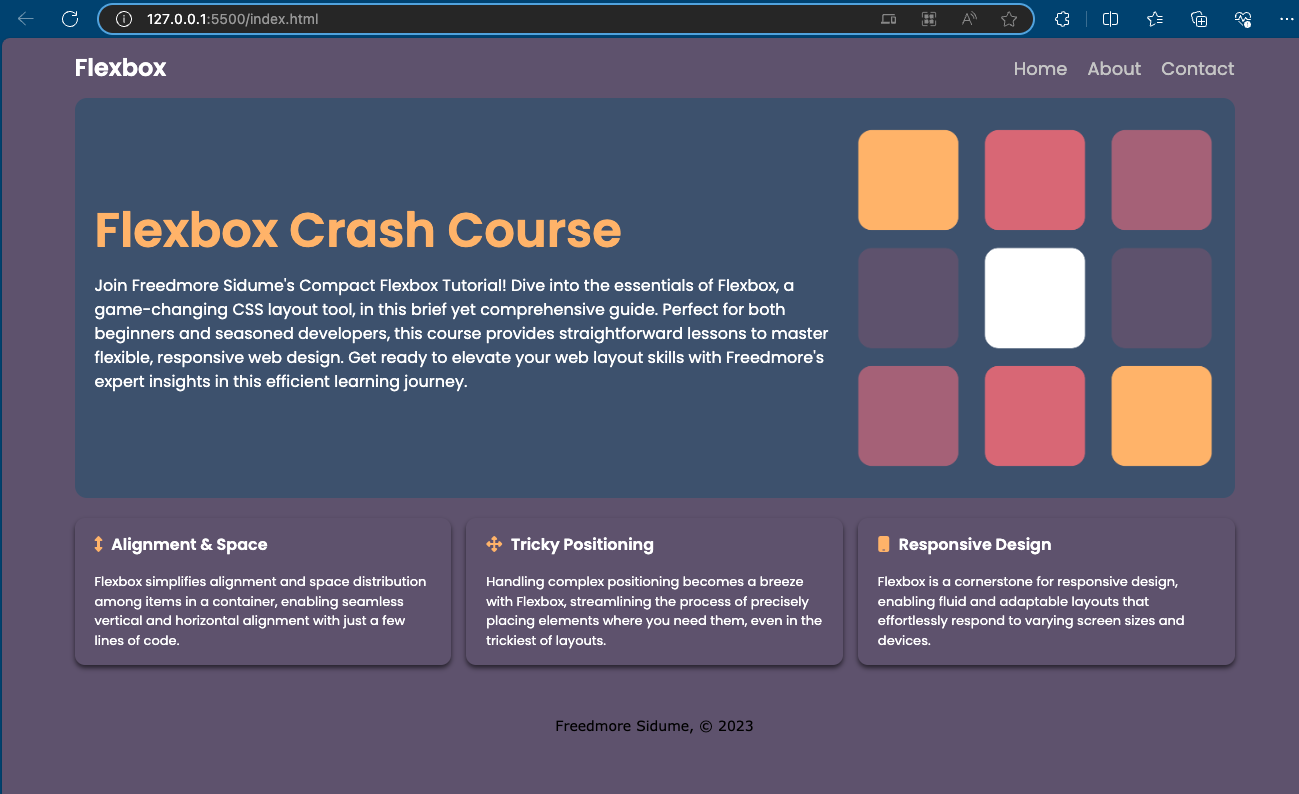 127.0.0.1:5500/index.html
Flexbox
Home About Contact
Flexbox Crash Course
Join Freedmore Sidume's Compact Flexbox Tutorial! Dive into the essentials of Flexbox, a
game-changing CSS layout tool, in this brief yet comprehensive guide. Perfect for both
beginners and seasoned developers, this course provides straightforward lessons to master
flexible, responsive web design. Get ready to elevate your web layout skills with Freedmore's
expert insights in this efficient learning journey.
Alignment & Space
Flexbox simplifies alignment and space distribution
among items in a container, enabling seamless
vertical and horizontal alignment with just a few
lines of code.
Tricky Positioning
Handling complex positioning becomes a breeze
with Flexbox, streamlining the process of precisely
placing elements where you need them, even in the
trickiest of layouts.
Responsive Design
Flexbox is a cornerstone for responsive design,
enabling fluid and adaptable layouts that
effortlessly respond to varying screen sizes and
devices.
Freedmore Sidume, © 2023